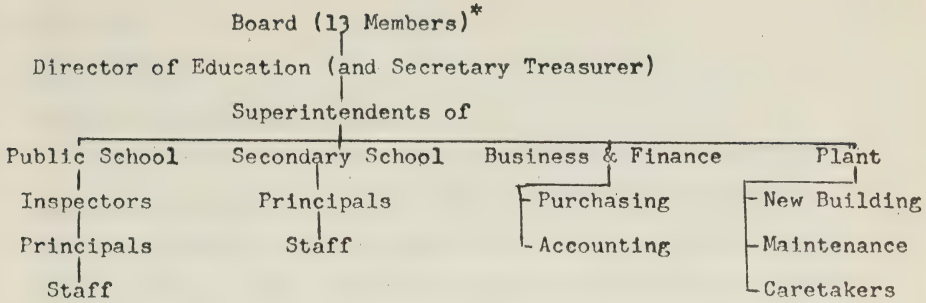 Board (13 Members)*
Director of Education (and Secretary Treasurer)
Superintendents of
Public School Secondary School Business & Finance Plant
Inspectors Principals Purchasing New Building
Principals Staff Accounting Maintenance
Staff Caretakers